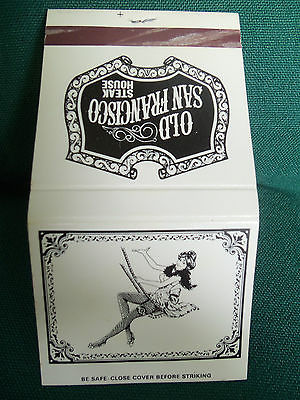 OLD
SAN FRANCISCO
STEAK
HOUSE
BE SAFE-CLOSE COVER BEFORE STRIKING